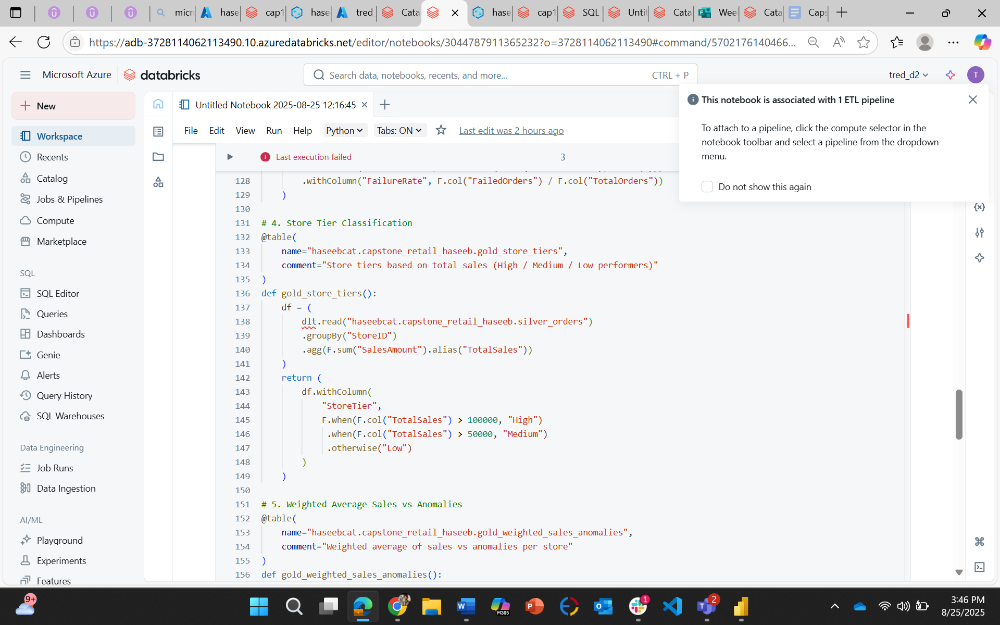 micr
hase
cap1
hase
tred_
Cata
hase
cap1
SQL
Unti
Cata
Weel
Cata
Caps
https://adb-3728114062113490.10.azuredatabricks.net/editor/notebooks/3044787911365232?o=3728114062113490#command/5702176140466...
Microsoft Azure
databricks
Search data, notebooks, recents, and more...
CTRL + P
tred_d2
T
New
Workspace
Recents
Catalog
Jobs & Pipelines
Compute
Marketplace
SQL
SQL Editor
Queries
Dashboards
Genie
Alerts
Query History
SQL Warehouses
Data Engineering
Job Runs
Data Ingestion
AI/ML
Playground
Experiments
Features
Untitled Notebook 2025-08-25 12:16:45
File Edit View Run Help Python Tabs: ON Last edit was 2 hours ago
Last execution failed
3
This notebook is associated with 1 ETL pipeline
To attach to a pipeline, click the compute selector in the
notebook toolbar and select a pipeline from the dropdown
menu.
Do not show this again
128 .withColumn("FailureRate", F.col("FailedOrders") / F.col("TotalOrders"))
129 )
130
131 # 4. Store Tier Classification
132 @table(
133 name="haseebcat.capstone_retail_haseeb.gold_store_tiers",
134 comment="Store tiers based on total sales (High / Medium / Low performers)"
135 )
136 def gold_store_tiers():
137 df = (
138 dlt.read("haseebcat.capstone_retail_haseeb.silver_orders")
139 .groupBy("StoreID")
140 .agg(F.sum("SalesAmount").alias("TotalSales"))
141 )
142 return (
143 df.withColumn(
144 "StoreTier",
145 F.when(F.col("TotalSales") > 100000, "High")
146 .when(F.col("TotalSales") > 50000, "Medium")
147 .otherwise("Low")
148 )
149 )
150
151 # 5. Weighted Average Sales vs Anomalies
152 @table(
153 name="haseebcat.capstone_retail_haseeb.gold_weighted_sales_anomalies",
154 comment="Weighted average of sales vs anomalies per store"
155 )
156 def gold_weighted_sales_anomalies():
9+
W
M365
P
1
2
3:46 PM
8/25/2025